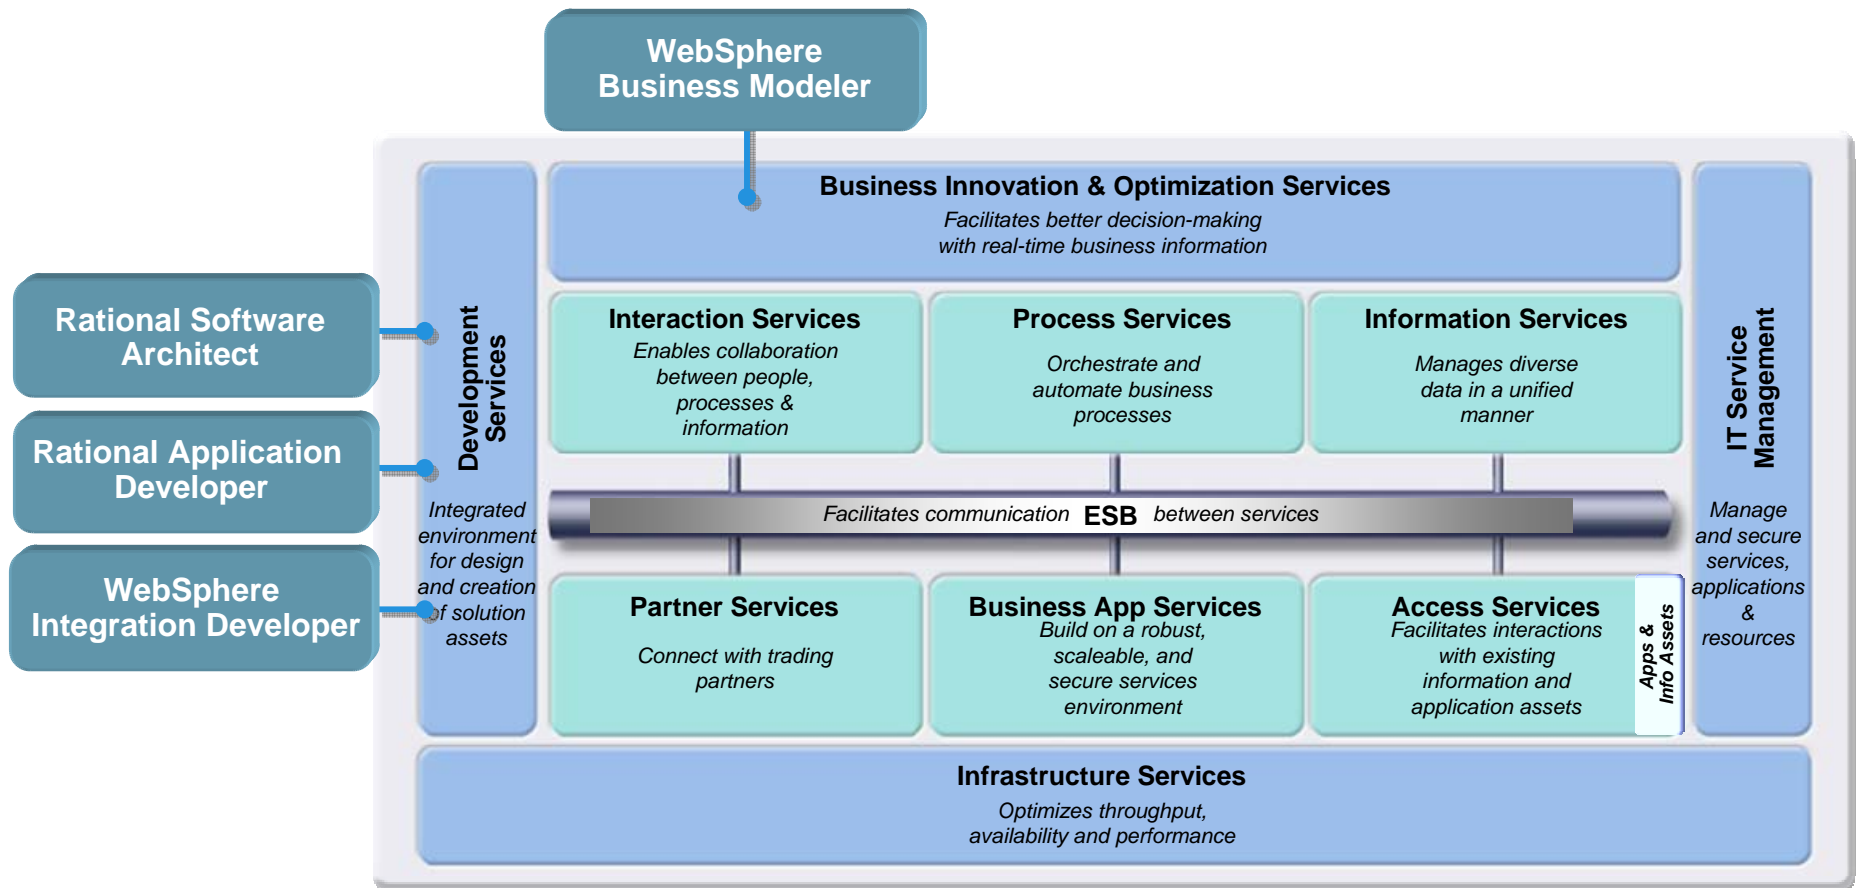 WebSphere
Business Modeler
Rational Software
Architect
Rational Application
Developer
WebSphere
Integration Developer
Development
Services
Integrated
environment
for design
and creation
of solution
assets
Business Innovation & Optimization Services
Facilitates better decision-making
with real-time business information
Interaction Services
Enables collaboration
between people,
processes &
information
Process Services
Orchestrate and
automate business
processes
Information Services
Manages diverse
data in a unified
manner
Facilitates communication ESB between services
Partner Services
Connect with trading
partners
Business App Services
Build on a robust,
scaleable, and
secure services
environment
Access Services
Facilitates interactions
with existing
information and
application assets
Apps &
Info Assets
IT Service
Management
Manage
and secure
services,
applications
&
resources
Infrastructure Services
Optimizes throughput,
availability and performance